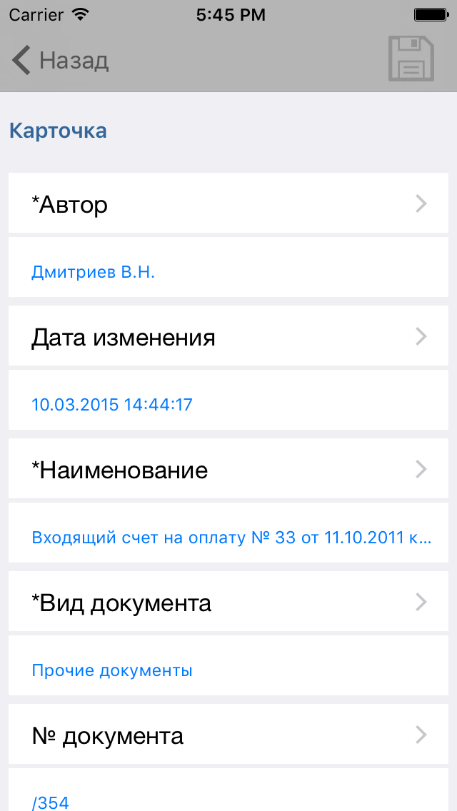 Carrier 5:45 PM
Назад
Карточка
*Автор
Дмитриев В.Н.
Дата изменения
10.03.2015 14:44:17
*Наименование
Входящий счет на оплату № 33 от 11.10.2011 к...
*Вид документа
Прочие документы
№ документа
/354